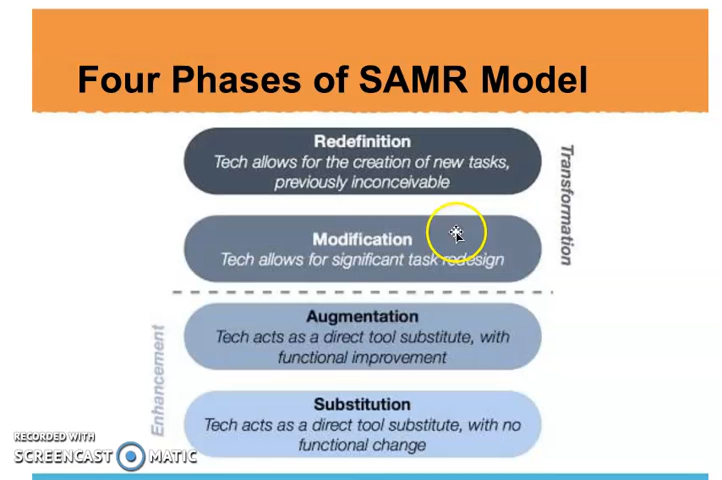 Four Phases of SAMR Model
Redefinition
Tech allows for the creation of new tasks,
previously inconceivable
Transformation
Modification
Tech allows for significant task redesign
Augmentation
Tech acts as a direct tool substitute, with
functional improvement
Enhancement
Substitution
Tech acts as a direct tool substitute, with no
functional change
RECORDED WITH
SCREENCAST MATIC